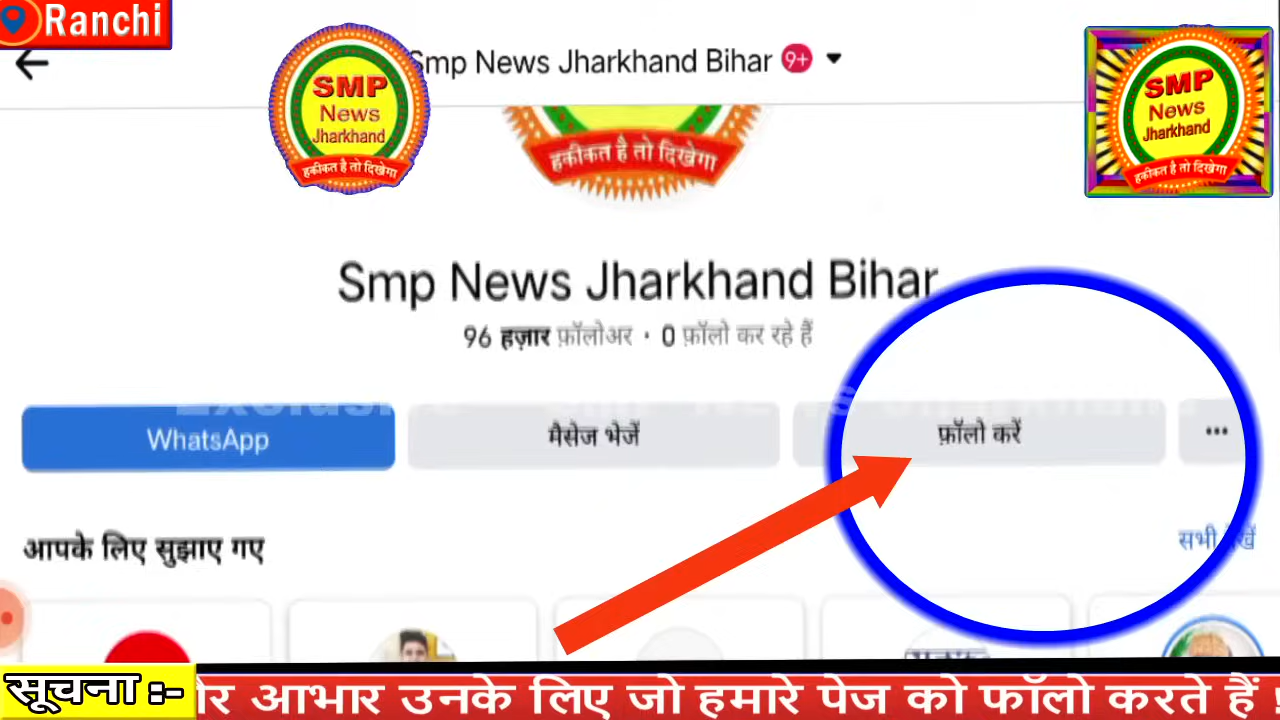 Ranchi
Smp News Jharkhand Bihar 9+
SMP
News
Jharkhand
हकीकत है तो दिखेगा
हकीकत है तो दिखेगा
SMP
News
Jharkhand
हकीकत है तो दिखेगा
Smp News Jharkhand Bihar
96 हज़ार फ़ॉलोअर · 0 फ़ॉलो कर रहे हैं
WhatsApp
मैसेज भेजें
फ़ॉलो करें
•••
आपके लिए सुझाए गए
सभी
सूचना :-
आभार उनके लिए जो हमारे पेज को फॉलो करते हैं !